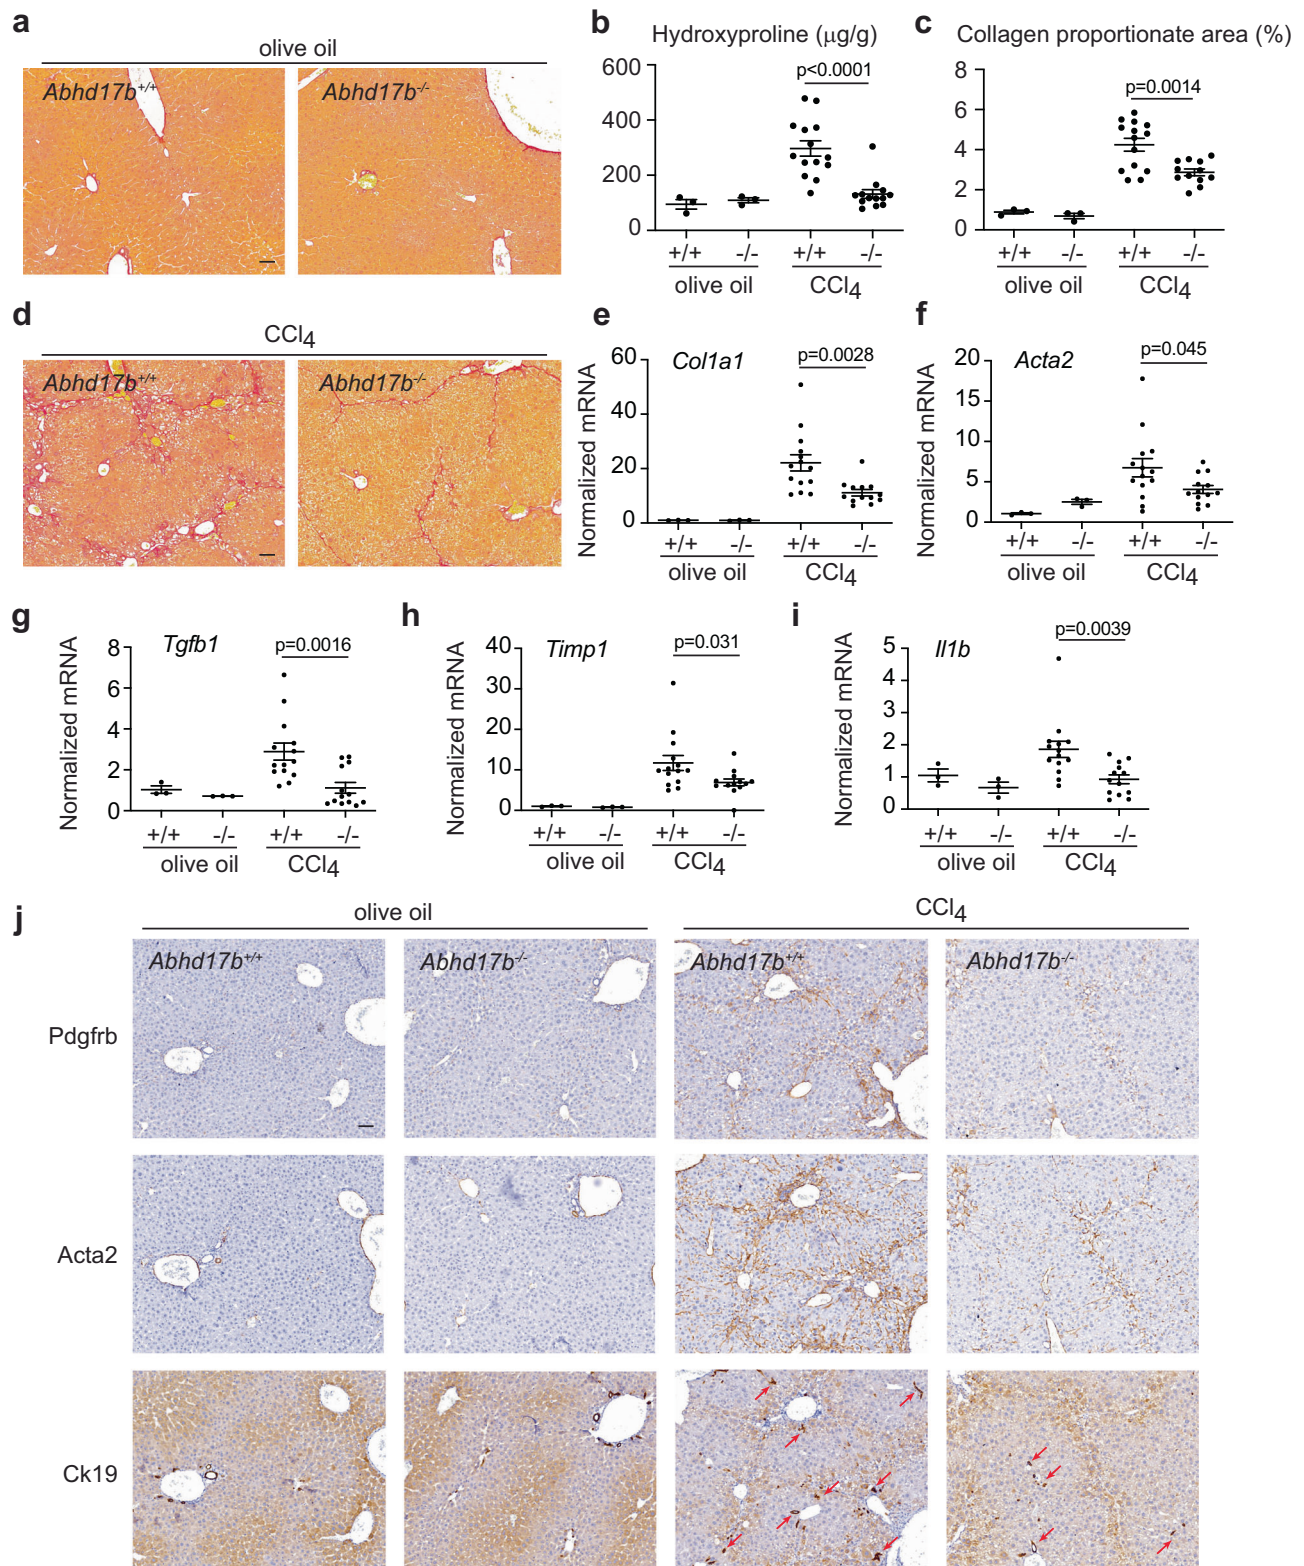 a
olive oil
Abhd17b+/+
Abhd17b-/-
b
Hydroxyproline (μg/g)
600
400
200
0
p<0.0001
+/+ -/- +/+ -/-
olive oil CCl4
c
Collagen proportionate area (%)
8
6
4
2
0
p=0.0014
+/+ -/- +/+ -/-
olive oil CCl4
d
CCl4
Abhd17b+/+
Abhd17b-/-
e
Normalized mRNA
Col1a1
60
40
20
0
p=0.0028
+/+ -/- +/+ -/-
olive oil CCl4
f
Normalized mRNA
Acta2
20
15
10
5
0
p=0.045
+/+ -/- +/+ -/-
olive oil CCl4
g
Normalized mRNA
Tgfb1
8
6
4
2
0
p=0.0016
+/+ -/- +/+ -/-
olive oil CCl4
h
Normalized mRNA
Timp1
40
30
20
10
0
p=0.031
+/+ -/- +/+ -/-
olive oil CCl4
i
Normalized mRNA
Il1b
5
4
3
2
1
0
p=0.0039
+/+ -/- +/+ -/-
olive oil CCl4
j
olive oil
CCl4
Abhd17b+/+
Abhd17b-/-
Abhd17b+/+
Abhd17b-/-
Pdgfrb
Acta2
Ck19